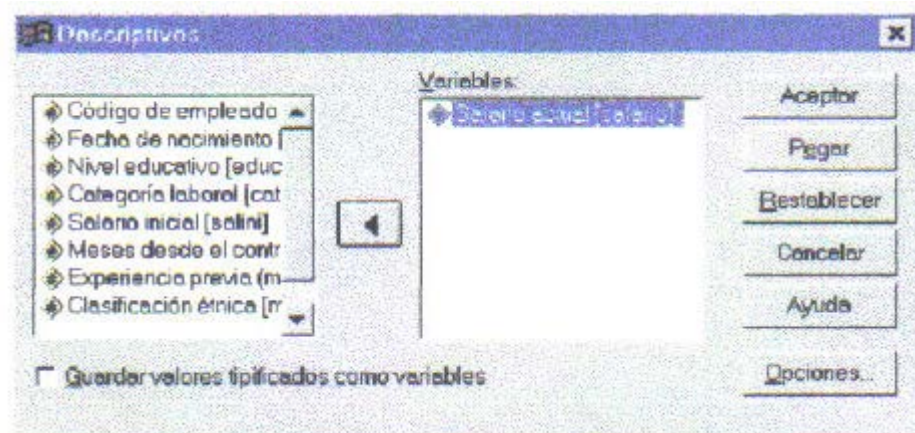 Descriptivos
Código de empleado
Fecha de nacimiento [
Nivel educativo [educ
Categoría laboral [cat
Salario inicial [salini]
Meses desde el contr
Experiencia previa (m
Clasificación étnica [m
Variables:
Salario actual [salario]
Aceptar
Pegar
Restablecer
Cancelar
Ayuda
Guardar valores tipificados como variables
Opciones...